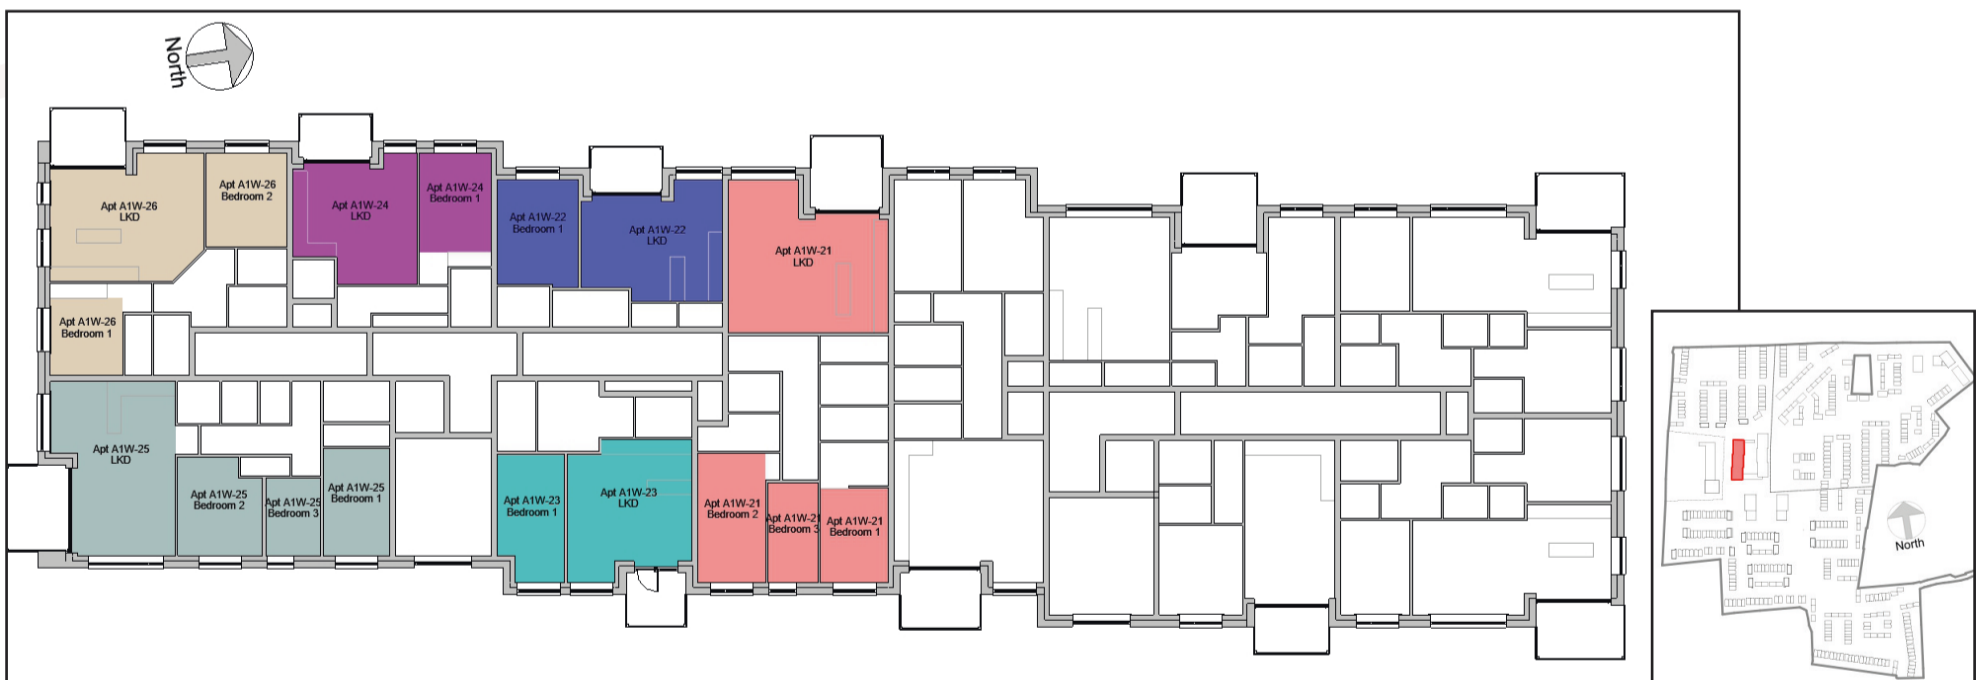 North
Apt A1W-26
LKD
Apt A1W-26
Bedroom 2
Apt A1W-24
LKD
Apt A1W-24
Bedroom 1
Apt A1W-22
Bedroom 1
Apt A1W-22
LKD
Apt A1W-21
LKD
Apt A1W-26
Bedroom 1
Apt A1W-25
LKD
Apt A1W-25
Bedroom 2
Apt A1W-25
Bedroom 3
Apt A1W-25
Bedroom 1
Apt A1W-23
Bedroom 1
Apt A1W-23
LKD
Apt A1W-21
Bedroom 2
Apt A1W-21
Bedroom 3
Apt A1W-21
Bedroom 1
North